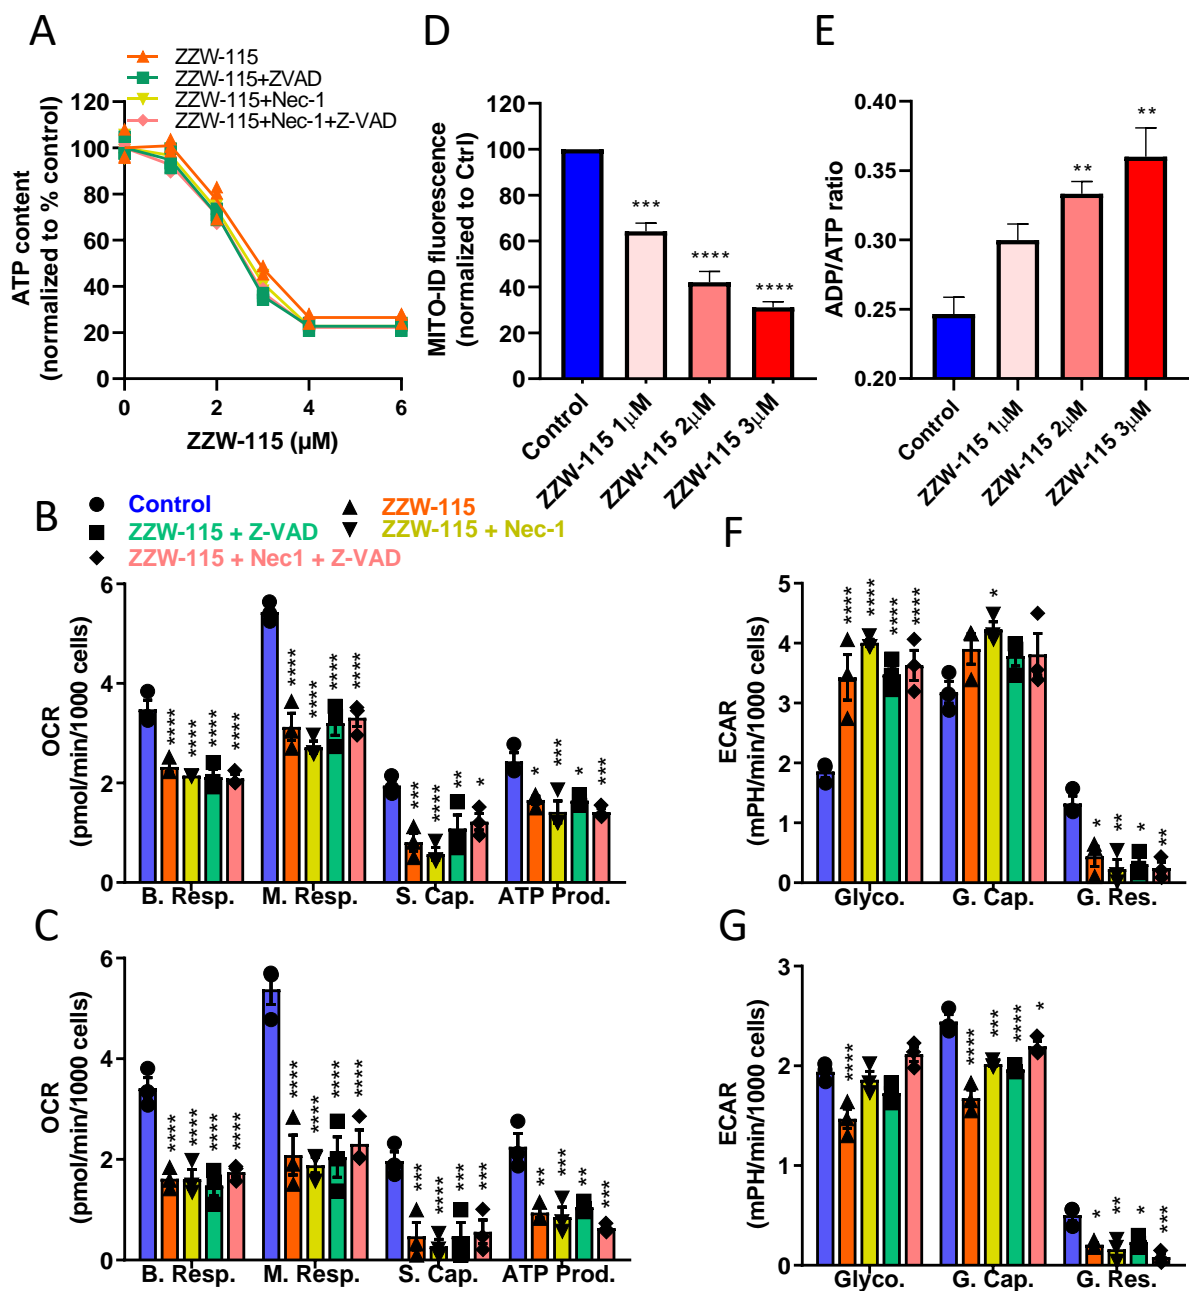 A
ZZW-115
ZZW-115+ZVAD
ZZW-115+Nec-1
ZZW-115+Nec-1+Z-VAD
ATP content
(normalized to % control)
120
100
80
60
40
20
0
0 2 4 6
ZZW-115 (μM)
D
MITO-ID fluorescence
(normalized to Ctrl)
120
100
80
60
40
20
0
***
****
****
Control
ZZW-115 1μM
ZZW-115 2μM
ZZW-115 3μM
E
ADP/ATP ratio
0.40
0.35
0.30
0.25
0.20
**
**
Control
ZZW-115 1μM
ZZW-115 2μM
ZZW-115 3μM
Control
ZZW-115
ZZW-115 + Z-VAD
ZZW-115 + Nec-1
ZZW-115 + Nec1 + Z-VAD
B
OCR
(pmol/min/1000 cells)
6
4
2
0
**** **** **** ****
**** **** **** ****
*** **** ** *
* *** * ***
B. Resp. M. Resp. S. Cap. ATP Prod.
C
OCR
(pmol/min/1000 cells)
6
4
2
0
**** **** **** ****
**** **** **** ****
*** **** *** ***
** *** ** ***
B. Resp. M. Resp. S. Cap. ATP Prod.
F
ECAR
(mPH/min/1000 cells)
5
4
3
2
1
0
**** **** **** ****
*
* ** * **
Glyco. G. Cap. G. Res.
G
ECAR
(mPH/min/1000 cells)
3
2
1
0
****
**** *** **** *
* ** * ***
Glyco. G. Cap. G. Res.